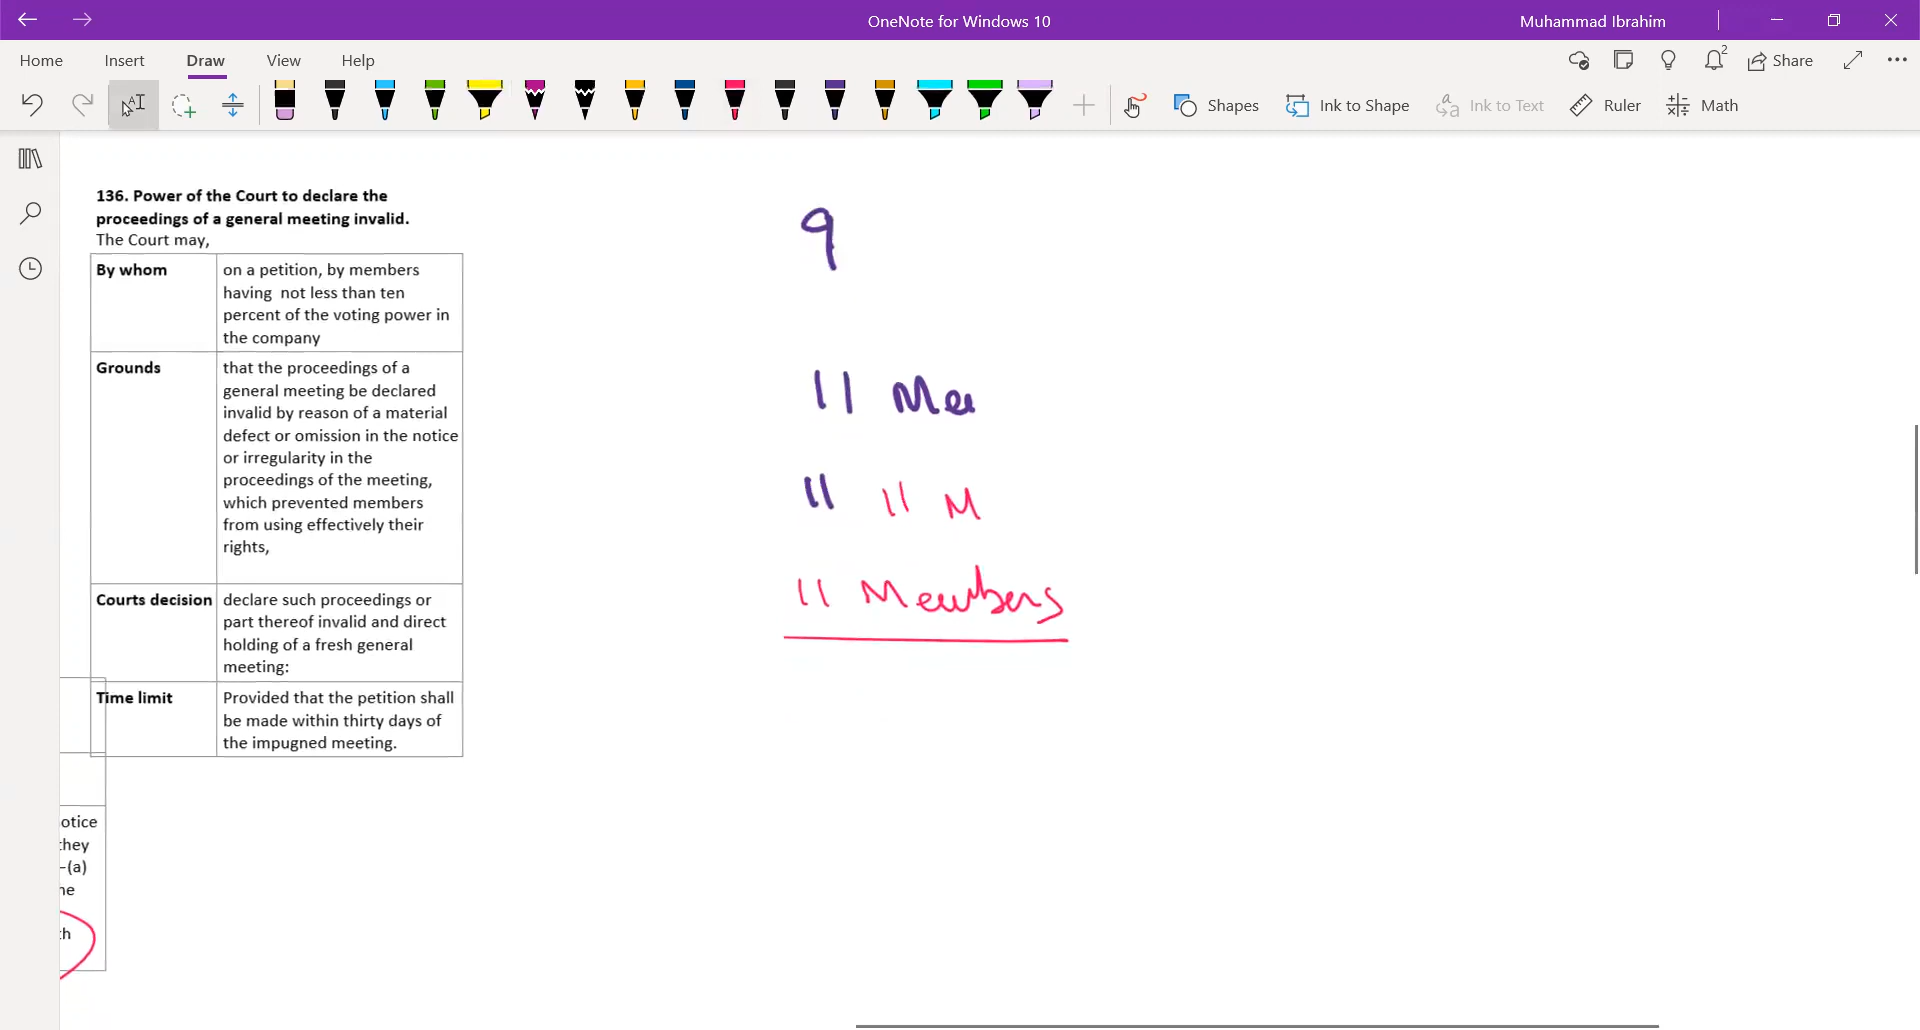 OneNote for Windows 10
Muhammad Ibrahim
Home Insert Draw View Help
2 Share
Shapes Ink to Shape Ink to Text Ruler Math
136. Power of the Court to declare the
proceedings of a general meeting invalid.
The Court may,
By whom
on a petition, by members
having not less than ten
percent of the voting power in
the company
Grounds
that the proceedings of a
general meeting be declared
invalid by reason of a material
defect or omission in the notice
or irregularity in the
proceedings of the meeting,
which prevented members
from using effectively their
rights,
Courts decision
declare such proceedings or
part thereof invalid and direct
holding of a fresh general
meeting:
Time limit
Provided that the petition shall
be made within thirty days of
the impugned meeting.
otice
they
-(a)
9
11
11 11 M
11 Members